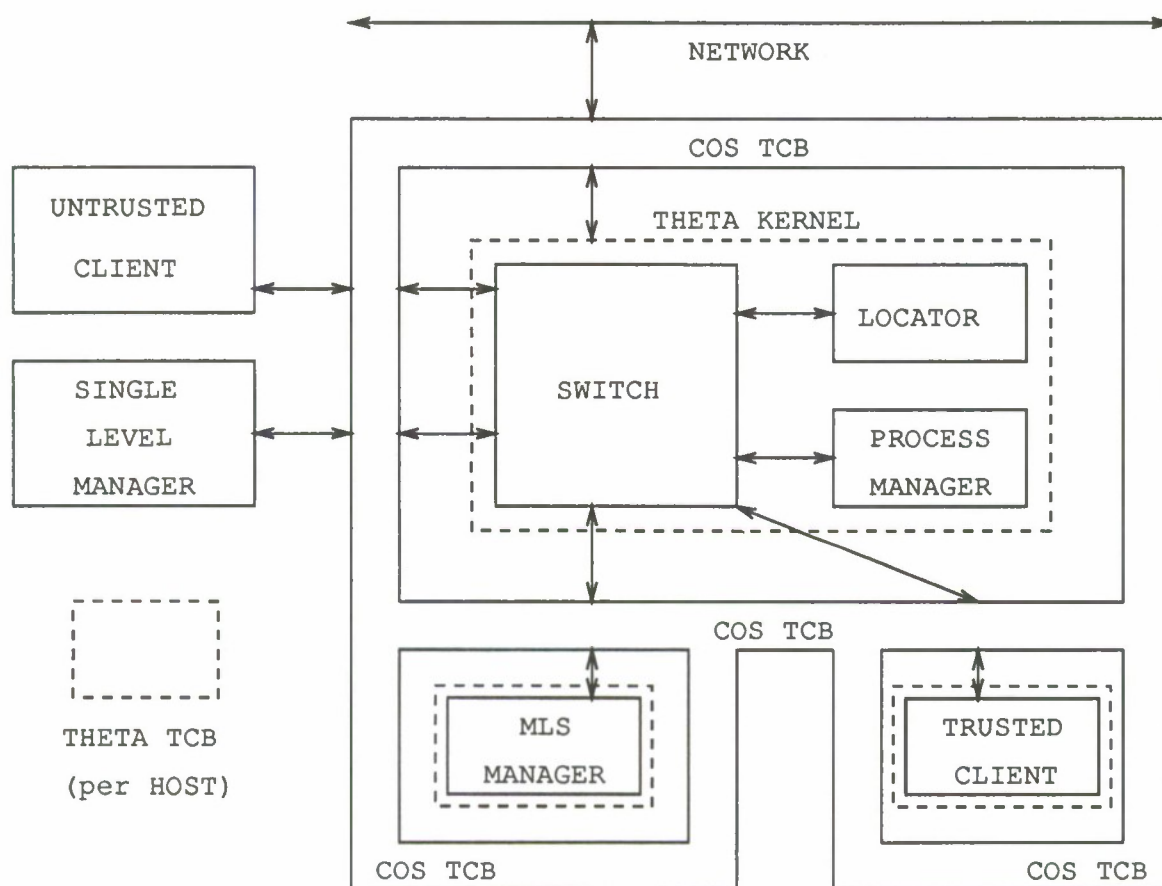 NETWORK
COS TCB
UNTRUSTED
CLIENT
THETA KERNEL
LOCATOR
SWITCH
SINGLE
LEVEL
MANAGER
PROCESS
MANAGER
COS TCB
THETA TCB
(per HOST)
MLS
MANAGER
TRUSTED
CLIENT
COS TCB
COS TCB